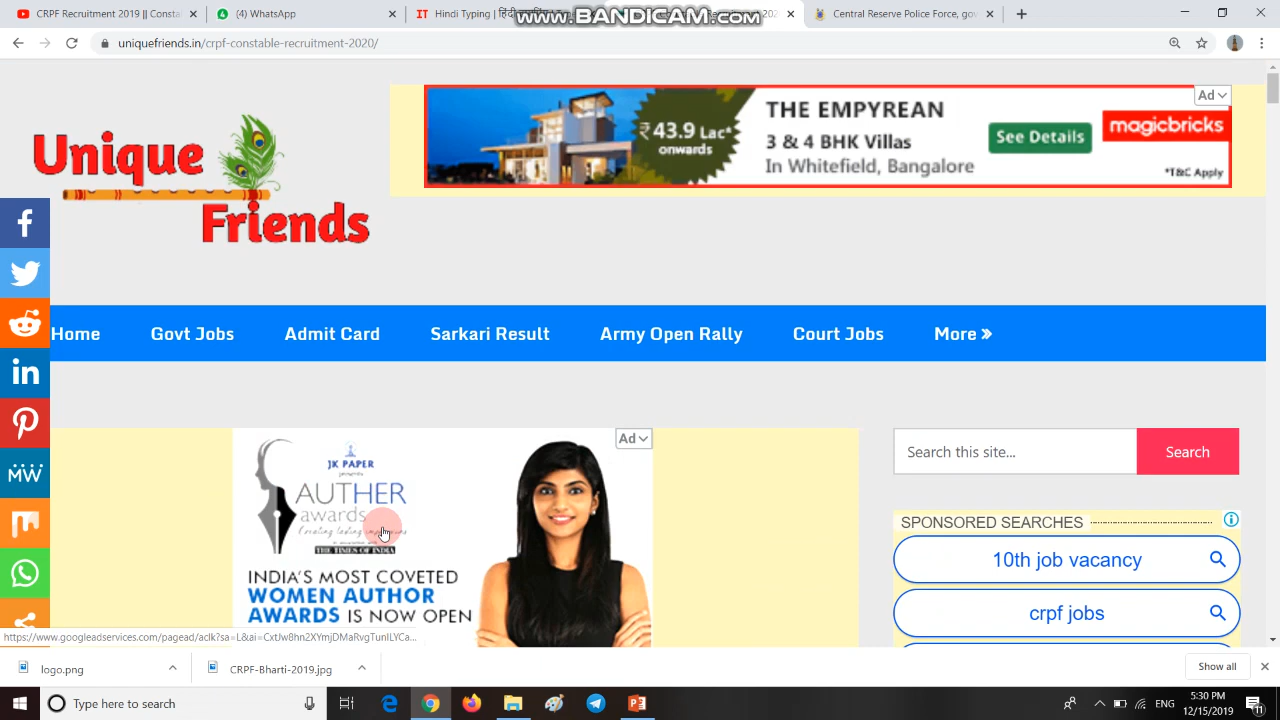 CRPF Recruitment 2019 || Consta
(4) WhatsApp
Hindi Typing |
Central Reserve Police Force, gov
www.BANDICAM.com
uniquefriends.in/crpf-constable-recruitment-2020/
Unique
Friends
₹ 43.9 Lac*
onwards
THE EMPYREAN
3 & 4 BHK Villas
In Whitefield, Bangalore
See Details
magicbricks
*T&C Apply
Ad
Home
Govt Jobs
Admit Card
Sarkari Result
Army Open Rally
Court Jobs
More »
Ad
JK PAPER
presents
AUTHER
awards
Creating lasting
THE TIMES OF INDIA
INDIA'S MOST COVETED
WOMEN AUTHOR
AWARDS IS NOW OPEN
Search this site...
Search
SPONSORED SEARCHES
10th job vacancy
crpf jobs
https://www.googleadservices.com/pagead/aclk?sa=L&ai=CxtJw8hn2XYmjDMaRvgTunILYCa...
logo.png
CRPF-Bharti-2019.jpg
Show all
Type here to search
ENG
5:30 PM
12/15/2019
11